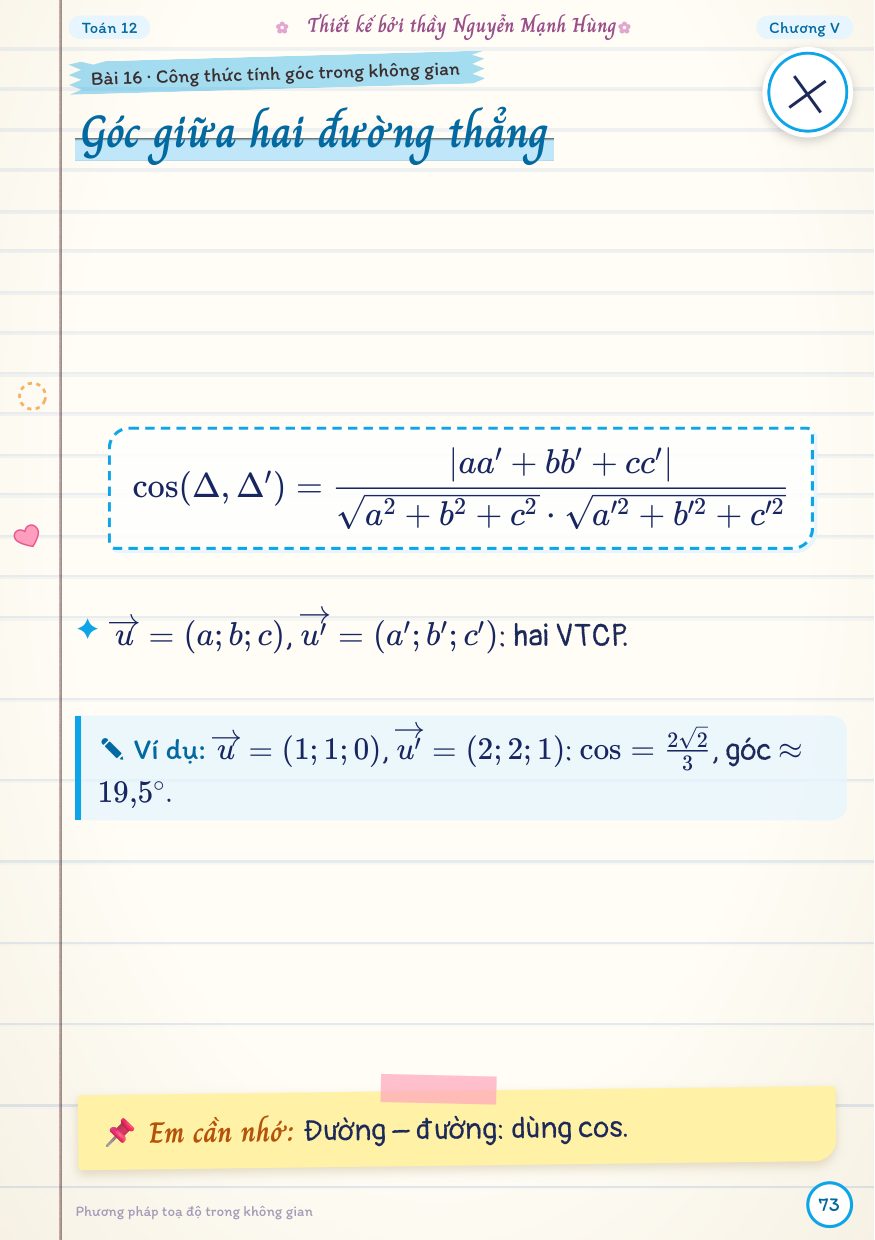 Toán 12
Thiết kế bởi thầy Nguyễn Mạnh Hùng
Chương V
Bài 16 · Công thức tính góc trong không gian
Góc giữa hai đường thẳng
cos(Δ, Δ′) = |aa′ + bb′ + cc′| / √(a² + b² + c²) · √(a′² + b′² + c′²)
✦ u⃗ = (a; b; c), u⃗′ = (a′; b′; c′): hai VTCP.
Ví dụ: u⃗ = (1; 1; 0), u⃗′ = (2; 2; 1): cos = 2√2/3, góc ≈
19,5°.
Em cần nhớ: Đường – đường: dùng cos.
Phương pháp toạ độ trong không gian
73